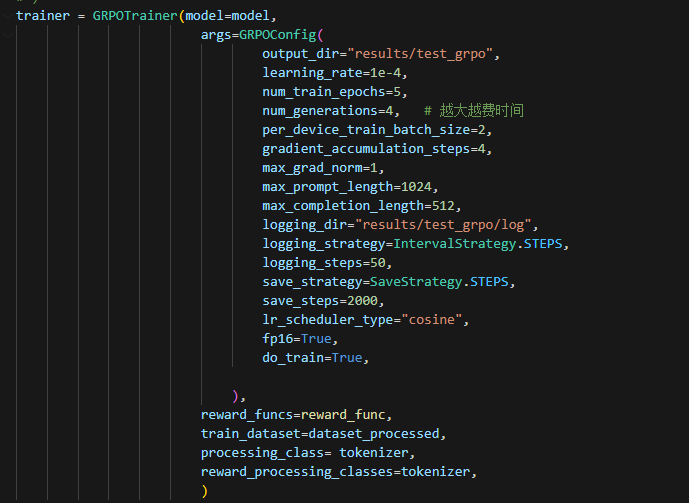 trainer = GRPOTrainer(model=model,
args=GRPOConfig(
output_dir="results/test_grpo",
learning_rate=1e-4,
num_train_epochs=5,
num_generations=4,   # 越大越费时间
per_device_train_batch_size=2,
gradient_accumulation_steps=4,
max_grad_norm=1,
max_prompt_length=1024,
max_completion_length=512,
logging_dir="results/test_grpo/log",
logging_strategy=IntervalStrategy.STEPS,
logging_steps=50,
save_strategy=SaveStrategy.STEPS,
save_steps=2000,
lr_scheduler_type="cosine",
fp16=True,
do_train=True,
),
reward_funcs=reward_func,
train_dataset=dataset_processed,
processing_class= tokenizer,
reward_processing_classes=tokenizer,
)